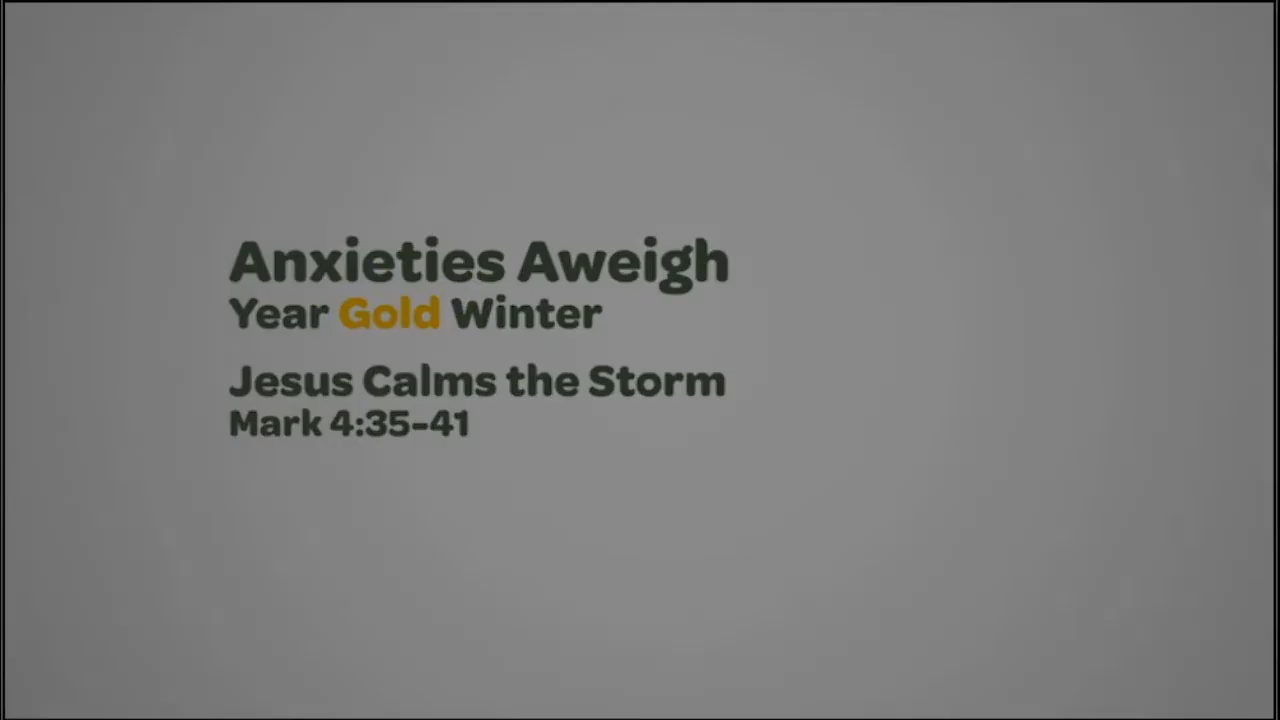 Anxieties Aweigh
Year Gold Winter
Jesus Calms the Storm
Mark 4:35-41